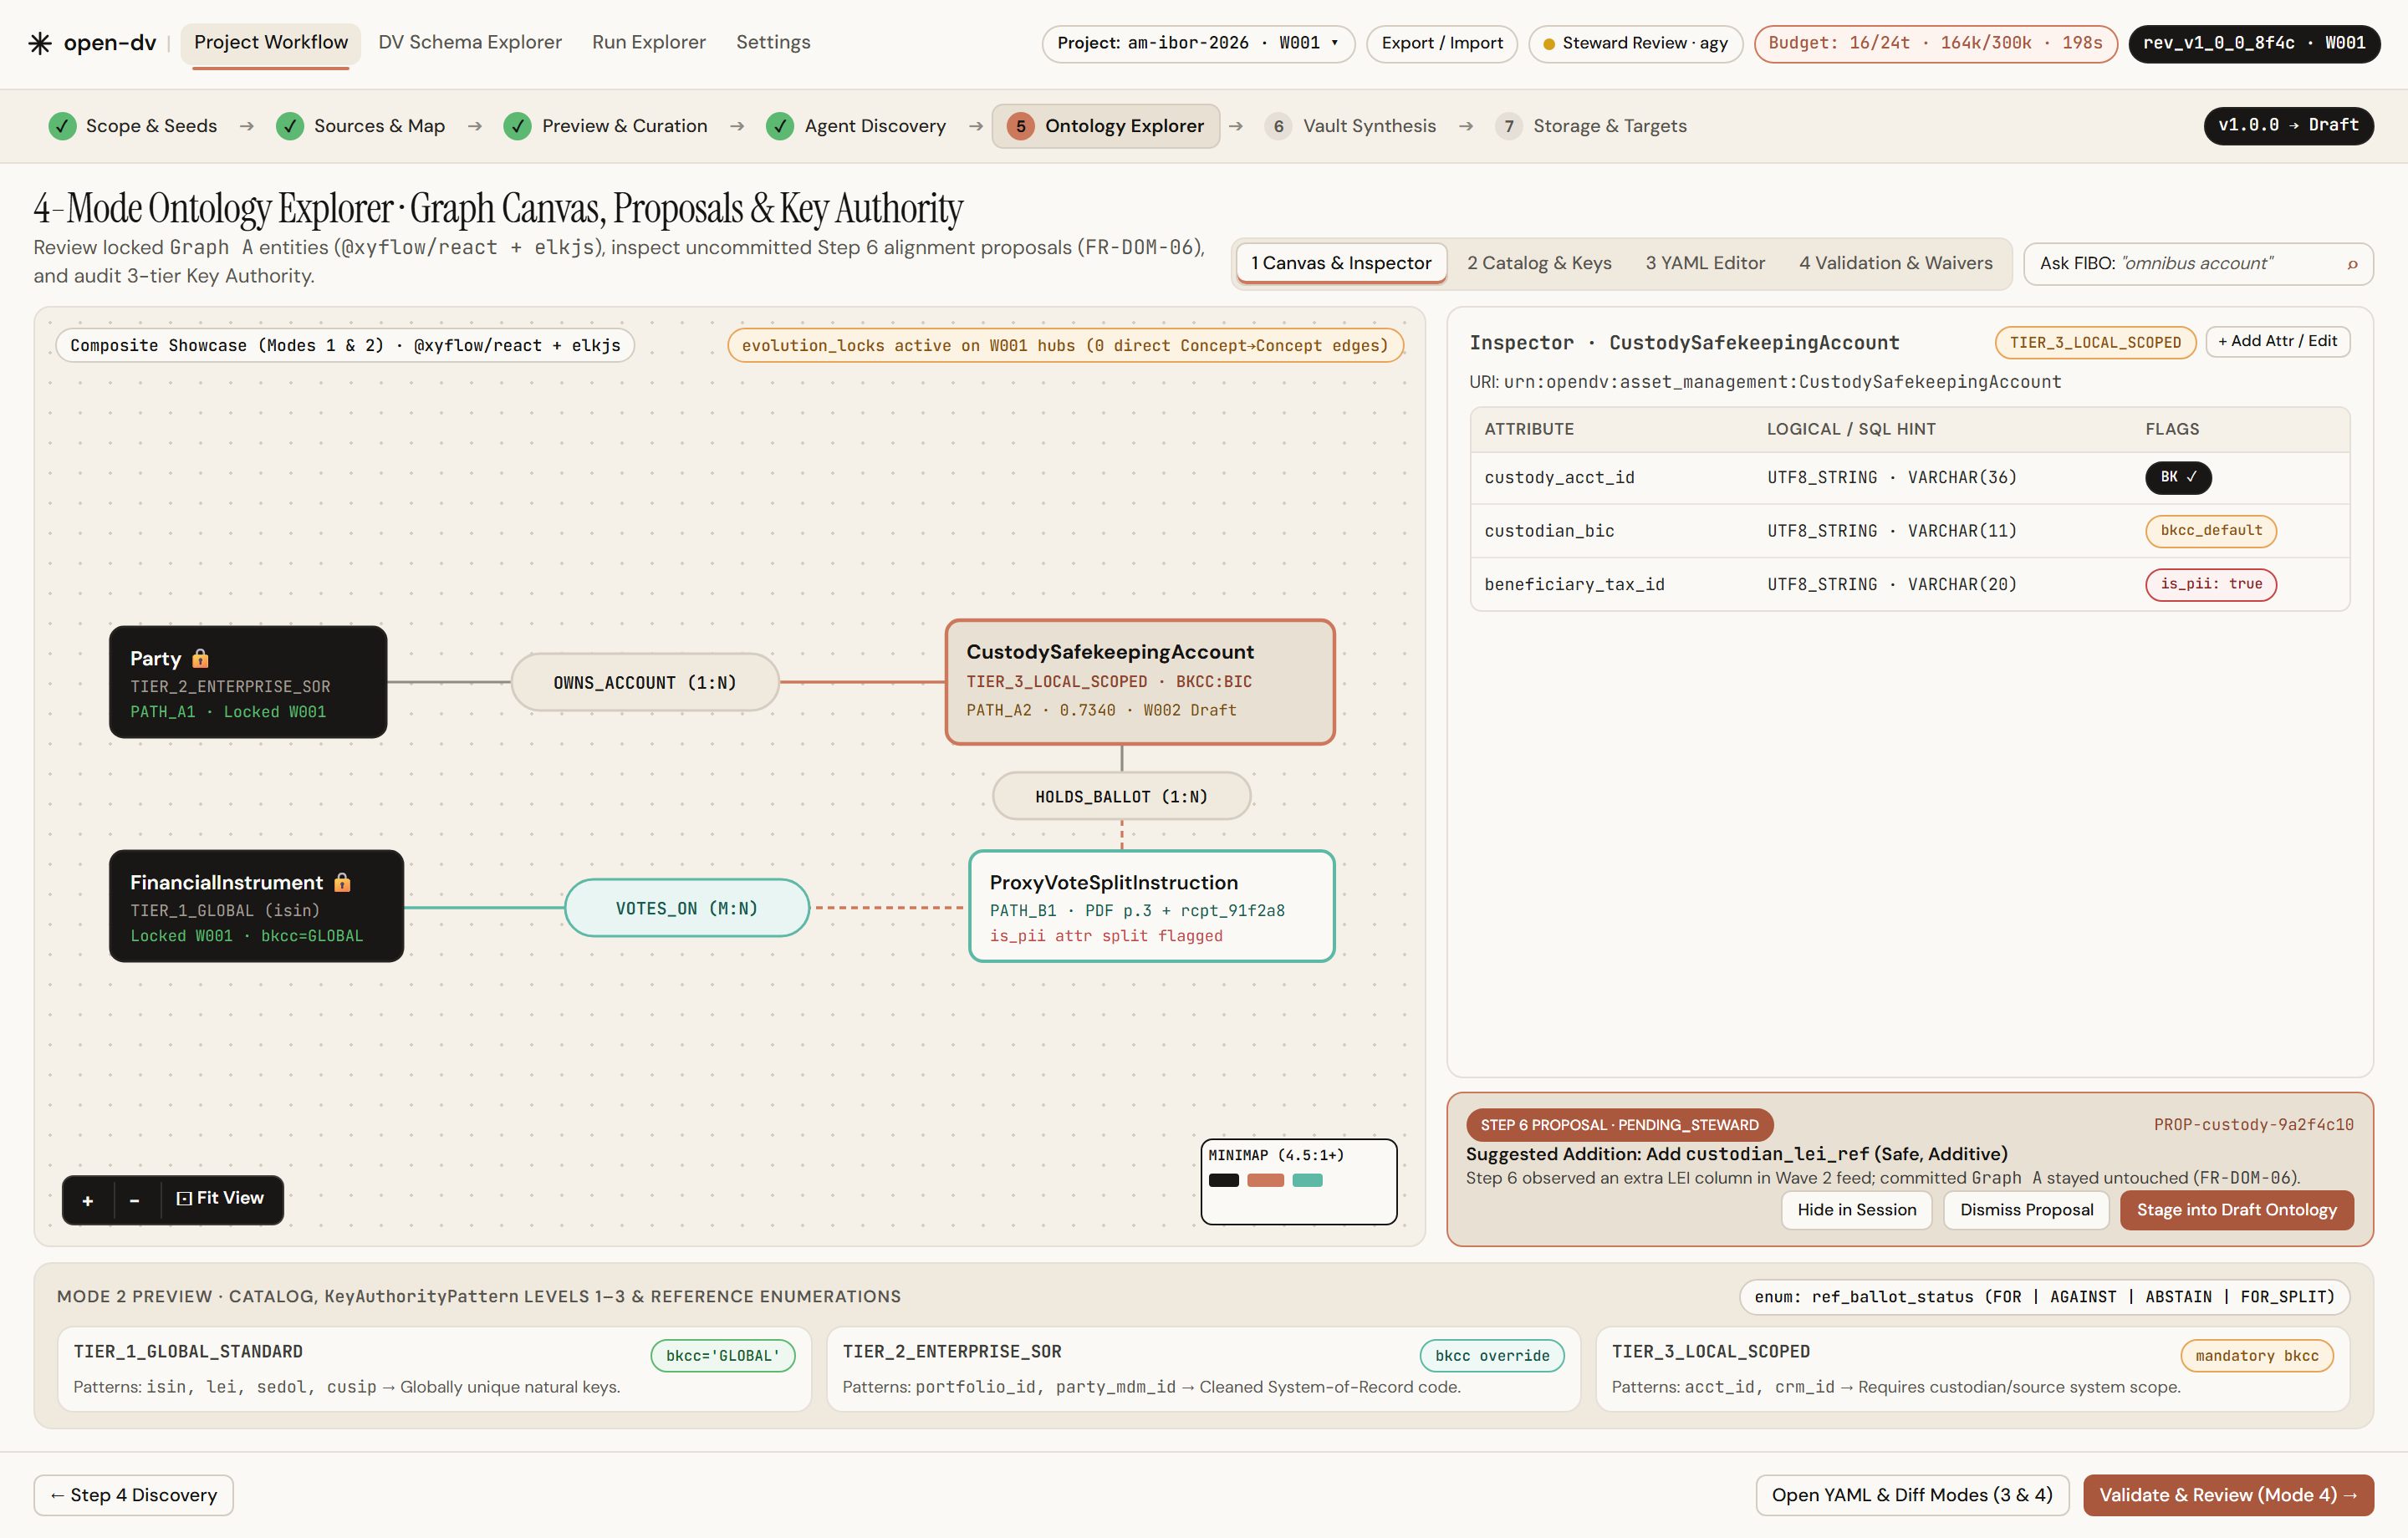 open-dv | Project Workflow DV Schema Explorer Run Explorer Settings
Project: am-ibor-2026 · W001 ▾ Export / Import Steward Review · agy Budget: 16/24t · 164k/300k · 198s rev_v1_0_0_8f4c · W001
✓ Scope & Seeds → ✓ Sources & Map → ✓ Preview & Curation → ✓ Agent Discovery → 5 Ontology Explorer → 6 Vault Synthesis → 7 Storage & Targets
v1.0.0 → Draft
4-Mode Ontology Explorer · Graph Canvas, Proposals & Key Authority
Review locked Graph A entities (@xyflow/react + elkjs), inspect uncommitted Step 6 alignment proposals (FR-DOM-06),
and audit 3-tier Key Authority.
1 Canvas & Inspector 2 Catalog & Keys 3 YAML Editor 4 Validation & Waivers
Ask FIBO: "omnibus account" ⌕
Composite Showcase (Modes 1 & 2) · @xyflow/react + elkjs
evolution_locks active on W001 hubs (0 direct Concept→Concept edges)
Party 🔒
TIER_2_ENTERPRISE_SOR
PATH_A1 · Locked W001
OWNS_ACCOUNT (1:N)
CustodySafekeepingAccount
TIER_3_LOCAL_SCOPED · BKCC:BIC
PATH_A2 · 0.7340 · W002 Draft
HOLDS_BALLOT (1:N)
FinancialInstrument 🔒
TIER_1_GLOBAL (isin)
Locked W001 · bkcc=GLOBAL
VOTES_ON (M:N)
ProxyVoteSplitInstruction
PATH_B1 · PDF p.3 + rcpt_91f2a8
is_pii attr split flagged
+ − ⊡ Fit View
MINIMAP (4.5:1+)
Inspector · CustodySafekeepingAccount
TIER_3_LOCAL_SCOPED + Add Attr / Edit
URI: urn:opendv:asset_management:CustodySafekeepingAccount
ATTRIBUTE LOGICAL / SQL HINT FLAGS
custody_acct_id UTF8_STRING · VARCHAR(36) BK ✓
custodian_bic UTF8_STRING · VARCHAR(11) bkcc_default
beneficiary_tax_id UTF8_STRING · VARCHAR(20) is_pii: true
STEP 6 PROPOSAL · PENDING_STEWARD PROP-custody-9a2f4c10
Suggested Addition: Add custodian_lei_ref (Safe, Additive)
Step 6 observed an extra LEI column in Wave 2 feed; committed Graph A stayed untouched (FR-DOM-06).
Hide in Session Dismiss Proposal Stage into Draft Ontology
MODE 2 PREVIEW · CATALOG, KeyAuthorityPattern LEVELS 1–3 & REFERENCE ENUMERATIONS
enum: ref_ballot_status (FOR | AGAINST | ABSTAIN | FOR_SPLIT)
TIER_1_GLOBAL_STANDARD bkcc='GLOBAL'
Patterns: isin, lei, sedol, cusip → Globally unique natural keys.
TIER_2_ENTERPRISE_SOR bkcc override
Patterns: portfolio_id, party_mdm_id → Cleaned System-of-Record code.
TIER_3_LOCAL_SCOPED mandatory bkcc
Patterns: acct_id, crm_id → Requires custodian/source system scope.
← Step 4 Discovery
Open YAML & Diff Modes (3 & 4) Validate & Review (Mode 4) →